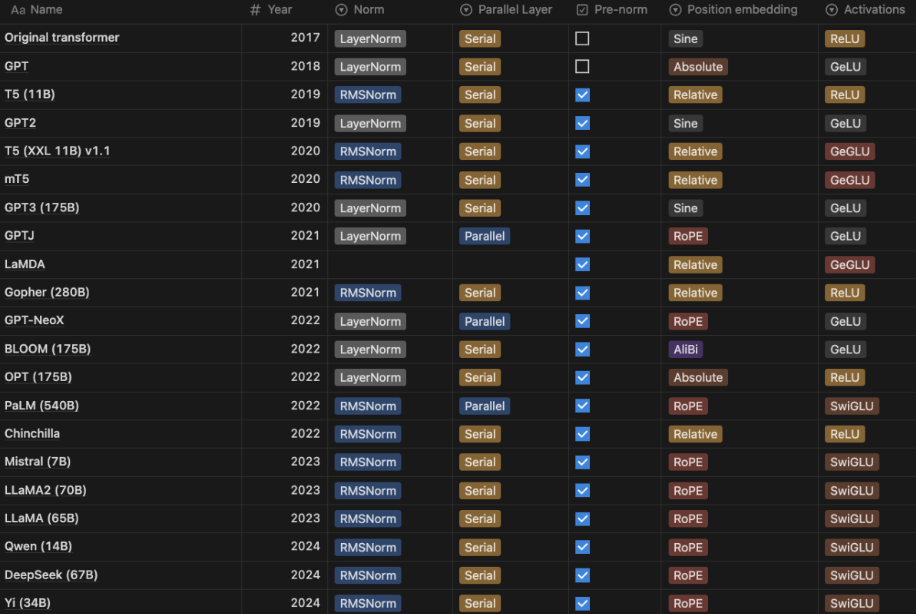 Aa Name # Year Norm Parallel Layer Pre-norm Position embedding Activations
Original transformer 2017 LayerNorm Serial Sine ReLU
GPT 2018 LayerNorm Serial Absolute GeLU
T5 (11B) 2019 RMSNorm Serial Relative ReLU
GPT2 2019 LayerNorm Serial Sine GeLU
T5 (XXL 11B) v1.1 2020 RMSNorm Serial Relative GeGLU
mT5 2020 RMSNorm Serial Relative GeGLU
GPT3 (175B) 2020 LayerNorm Serial Sine GeLU
GPTJ 2021 LayerNorm Parallel RoPE GeLU
LaMDA 2021 Relative GeGLU
Gopher (280B) 2021 RMSNorm Serial Relative ReLU
GPT-NeoX 2022 LayerNorm Parallel RoPE GeLU
BLOOM (175B) 2022 LayerNorm Serial AliBi GeLU
OPT (175B) 2022 LayerNorm Serial Absolute ReLU
PaLM (540B) 2022 RMSNorm Parallel RoPE SwiGLU
Chinchilla 2022 RMSNorm Serial Relative ReLU
Mistral (7B) 2023 RMSNorm Serial RoPE SwiGLU
LLaMA2 (70B) 2023 RMSNorm Serial RoPE SwiGLU
LLaMA (65B) 2023 RMSNorm Serial RoPE SwiGLU
Qwen (14B) 2024 RMSNorm Serial RoPE SwiGLU
DeepSeek (67B) 2024 RMSNorm Serial RoPE SwiGLU
Yi (34B) 2024 RMSNorm Serial RoPE SwiGLU